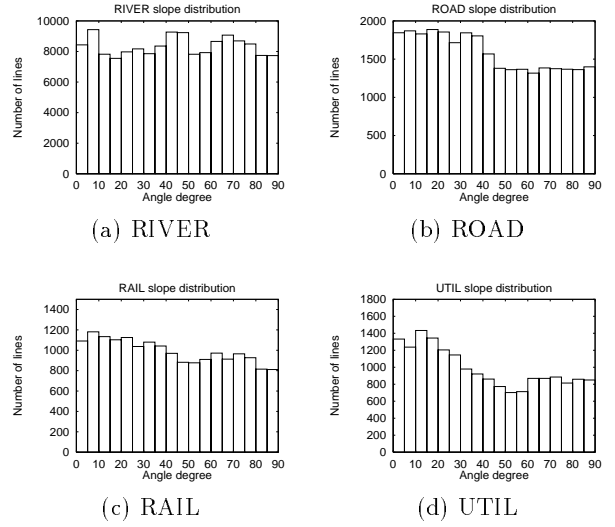 RIVER slope distribution
10000
8000
6000
4000
2000
0
Number of lines
0 10 20 30 40 50 60 70 80 90
Angle degree
(a) RIVER
ROAD slope distribution
2000
1500
1000
500
0
Number of lines
0 10 20 30 40 50 60 70 80 90
Angle degree
(b) ROAD
RAIL slope distribution
1400
1200
1000
800
600
400
200
0
Number of lines
0 10 20 30 40 50 60 70 80 90
Angle degree
(c) RAIL
UTIL slope distribution
1800
1600
1400
1200
1000
800
600
400
200
0
Number of lines
0 10 20 30 40 50 60 70 80 90
Angle degree
(d) UTIL